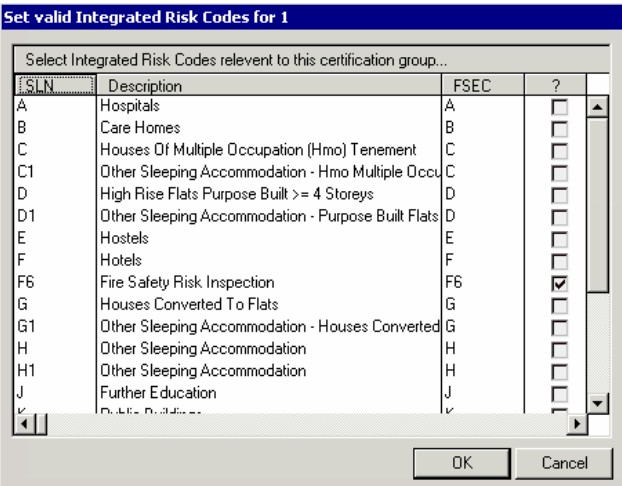 Set valid Integrated Risk Codes for 1
Select Integrated Risk Codes relevent to this certification group...
SLN Description FSEC ?
A Hospitals A
B Care Homes B
C Houses Of Multiple Occupation (Hmo) Tenement C
C1 Other Sleeping Accommodation - Hmo Multiple Occu C
D High Rise Flats Purpose Built >= 4 Storeys D
D1 Other Sleeping Accommodation - Purpose Built Flats D
E Hostels E
F Hotels F
F6 Fire Safety Risk Inspection F6
G Houses Converted To Flats G
G1 Other Sleeping Accommodation - Houses Converted G
H Other Sleeping Accommodation H
H1 Other Sleeping Accommodation H
J Further Education J
K Public Buildings K
OK Cancel